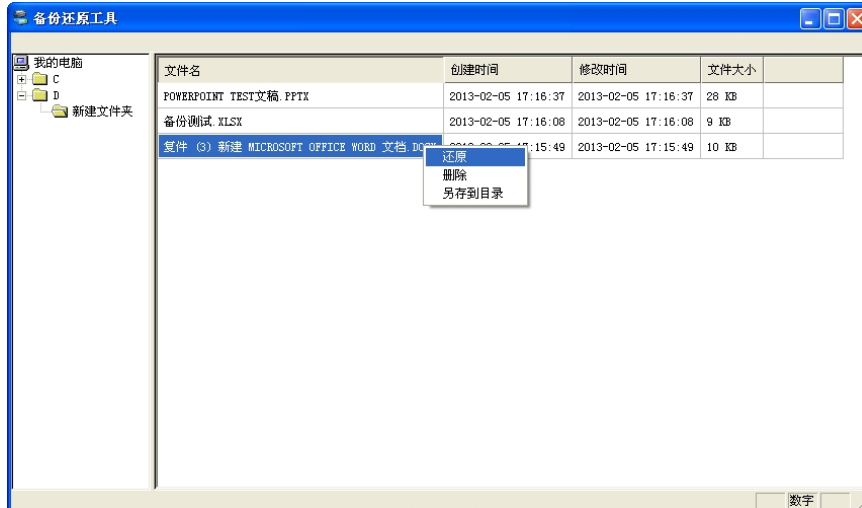 备份还原工具
我的电脑
C
D
新建文件夹
文件名 创建时间 修改时间 文件大小
POWERPOINT TEST文稿.PPTX 2013-02-05 17:16:37 2013-02-05 17:16:37 28 KB
备份测试.XLSX 2013-02-05 17:16:08 2013-02-05 17:16:08 9 KB
复件 (3) 新建 MICROSOFT OFFICE WORD 文档 :15:49 2013-02-05 17:15:49 10 KB
还原
删除
另存到目录
数字